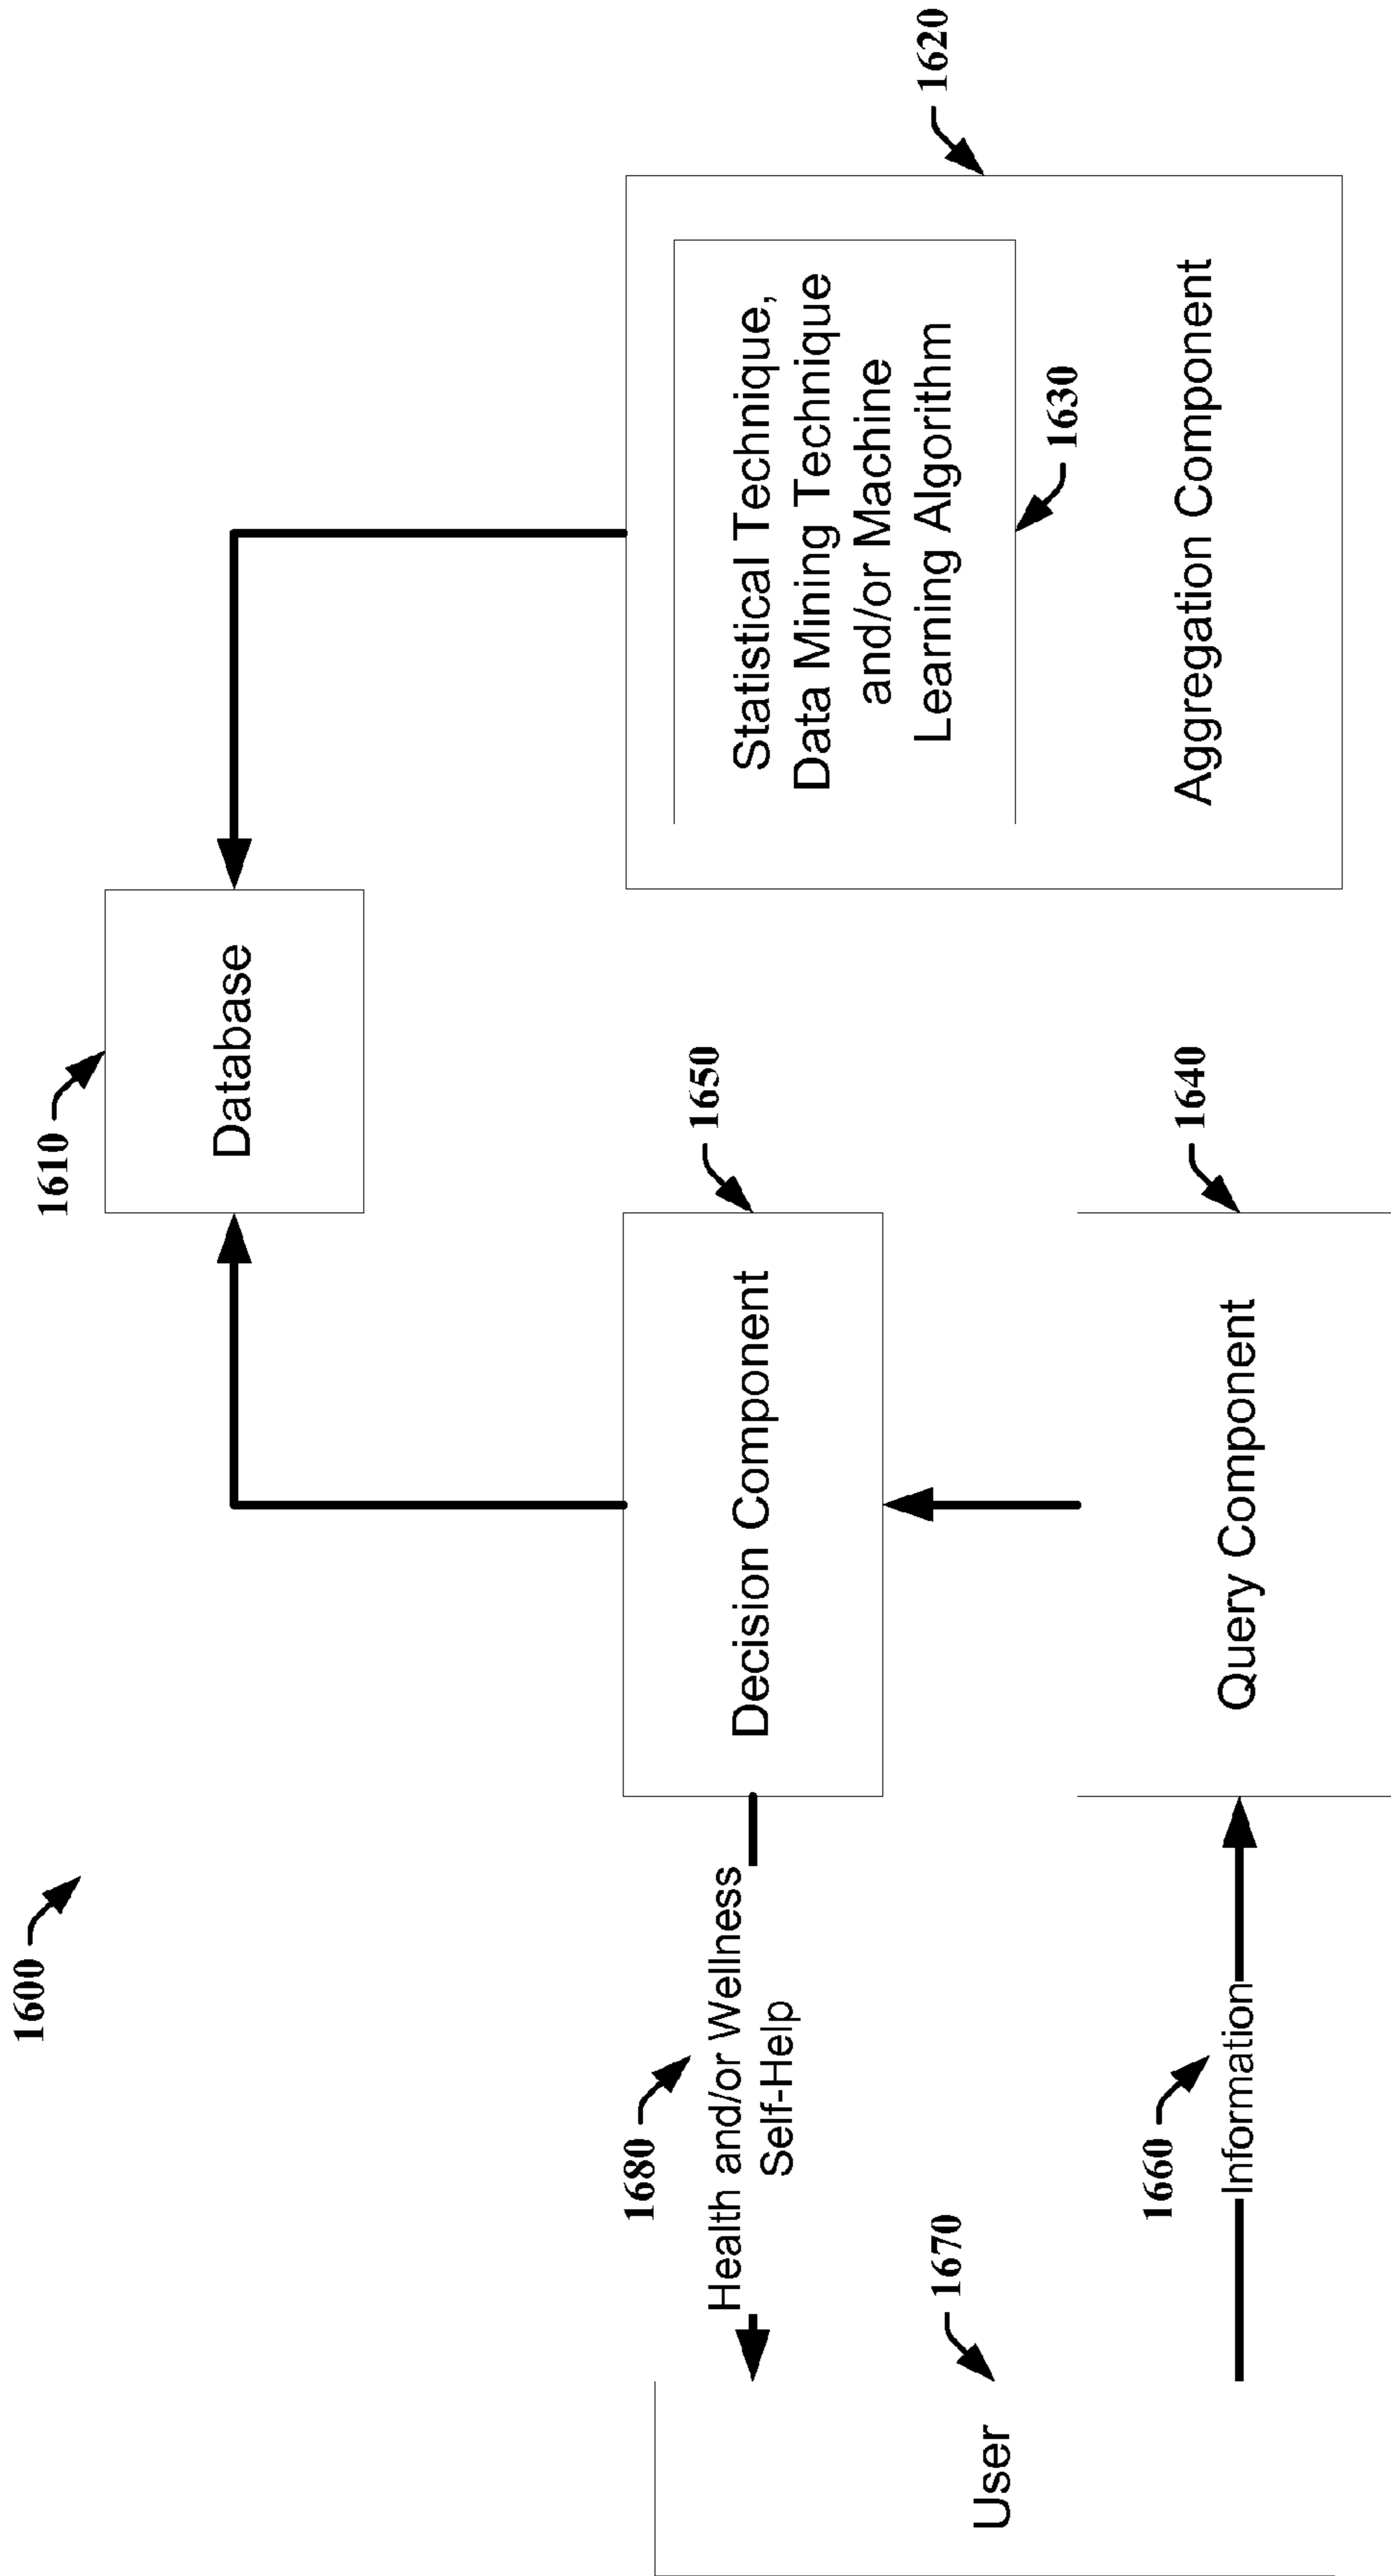 1600
1610
Database
1680
Health and/or Wellness
Self-Help
1650
Decision Component
Statistical Technique,
Data Mining Technique
and/or Machine
Learning Algorithm
1620
1670
User
1630
1660
Information
1640
Query Component
Aggregation Component